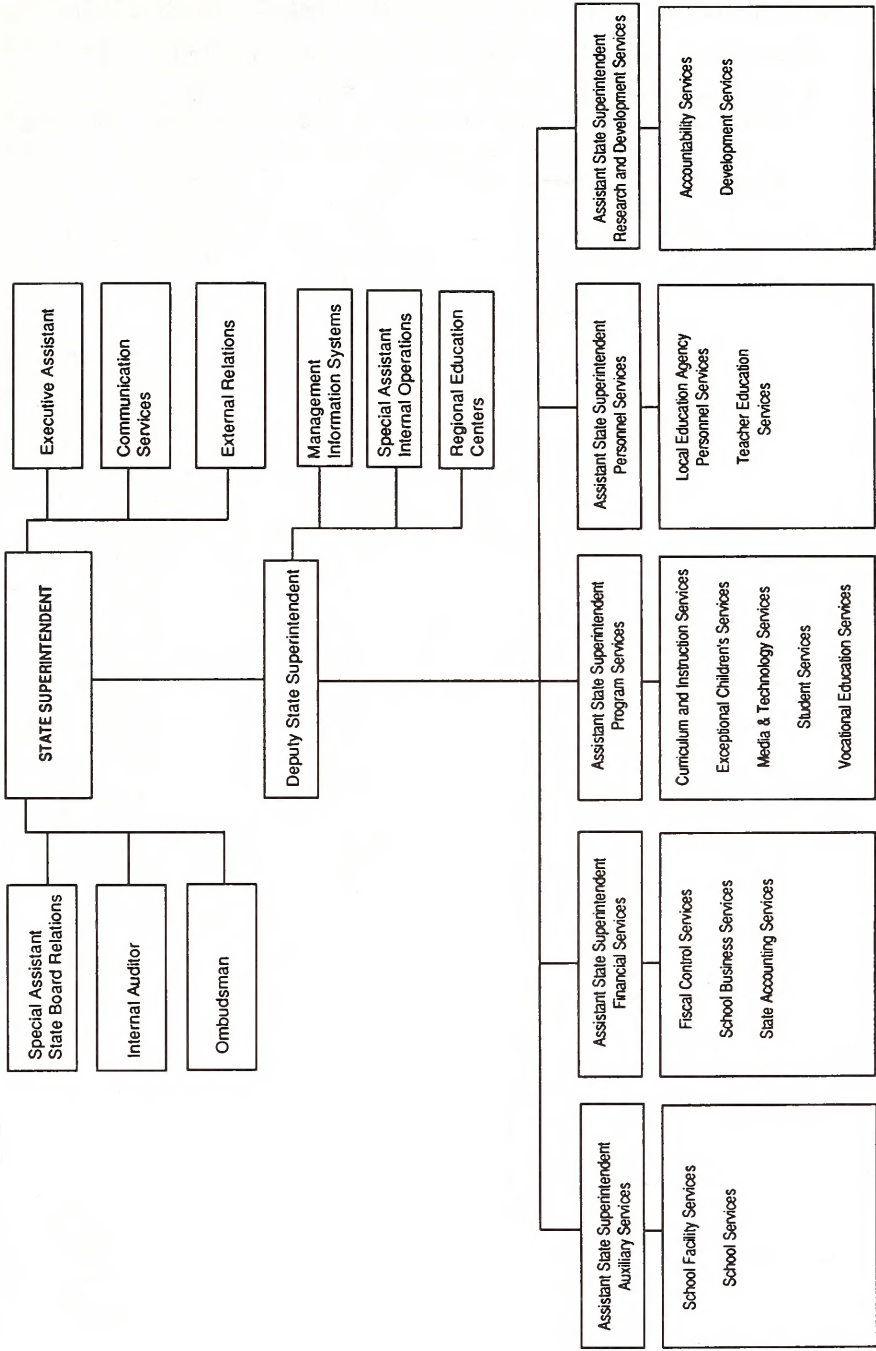 Special Assistant
State Board Relations
Internal Auditor
Ombudsman
STATE SUPERINTENDENT
Executive Assistant
Communication
Services
External Relations
Deputy State Superintendent
Management
Information Systems
Special Assistant
Internal Operations
Regional Education
Centers
Assistant State Superintendent
Auxiliary Services
School Facility Services
School Services
Assistant State Superintendent
Financial Services
Fiscal Control Services
School Business Services
State Accounting Services
Assistant State Superintendent
Program Services
Curriculum and Instruction Services
Exceptional Children's Services
Media & Technology Services
Student Services
Vocational Education Services
Assistant State Superintendent
Personnel Services
Local Education Agency
Personnel Services
Teacher Education
Services
Assistant State Superintendent
Research and Development Services
Accountability Services
Development Services